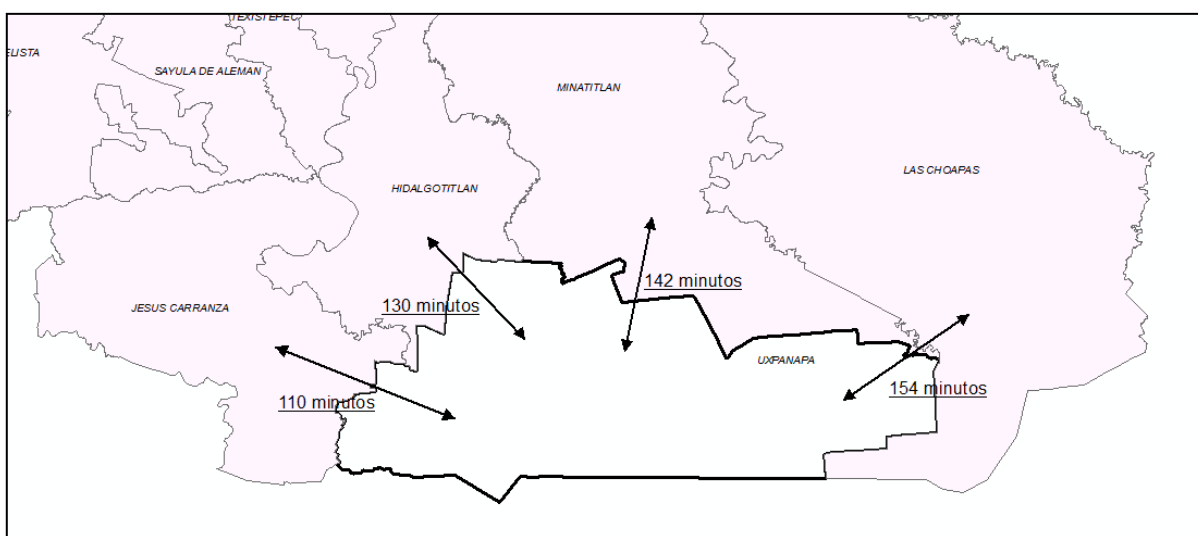 TEXISTEPEC
ELISTA
SAYULA DE ALEMAN
MINATITLAN
LAS CHOAPAS
HIDALGOTITLAN
142 minutos
130 minutos
JESUS CARRANZA
UXPANAPA
154 minutos
110 minutos